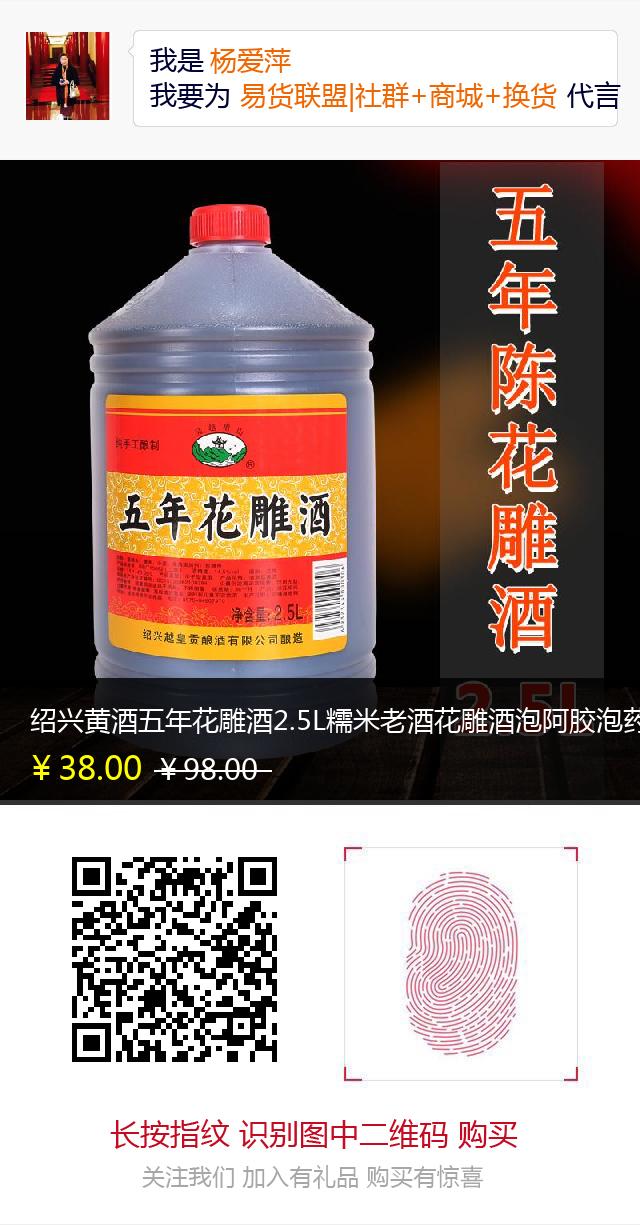 我是 杨爱萍
我要为 易货联盟|社群+商城+换货 代言
五年陈花雕酒
纯手工酿制
五年花雕酒
净含量:2.5L
绍兴越皇贡酿酒有限公司酿造
2.5L
绍兴黄酒五年花雕酒2.5L糯米老酒花雕酒泡阿胶泡药
¥ 38.00 ¥ 98.00
长按指纹 识别图中二维码 购买
关注我们 加入有礼品 购买有惊喜